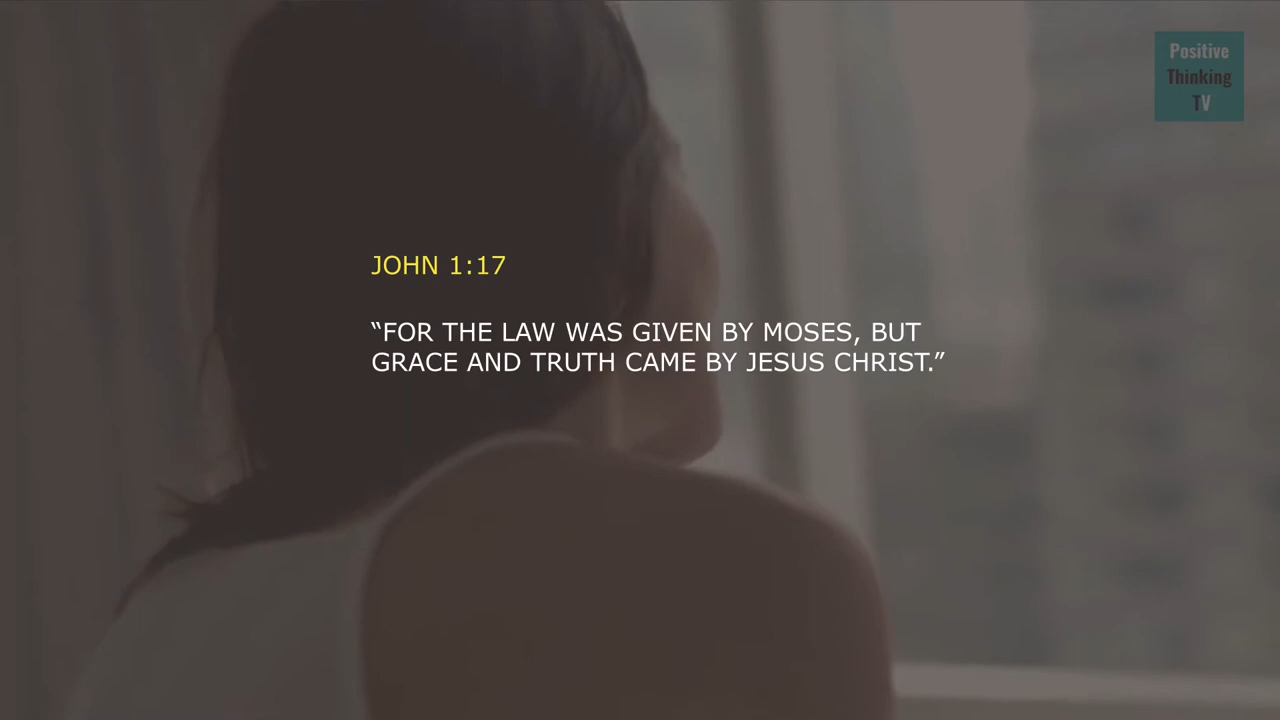 Positive
Thinking
TV
JOHN 1:17
“FOR THE LAW WAS GIVEN BY MOSES, BUT
GRACE AND TRUTH CAME BY JESUS CHRIST.”